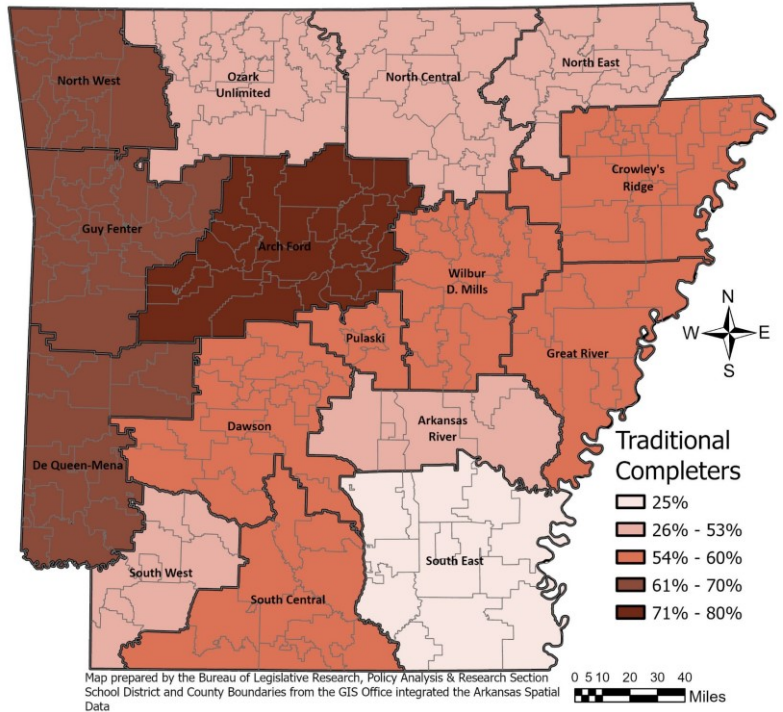 North West
Ozark
Unlimited
North Central
North East
Crowley's
Ridge
Guy Fenter
Arch Ford
Wilbur
D. Mills
N
W E
S
Pulaski
Great River
Dawson
Arkansas
River
De Queen-Mena
South West
South Central
South East
Traditional
Completers
25%
26% - 53%
54% - 60%
61% - 70%
71% - 80%
Map prepared by the Bureau of Legislative Research, Policy Analysis & Research Section
School District and County Boundaries from the GIS Office integrated the Arkansas Spatial
Data
0 5 10 20 30 40
Miles